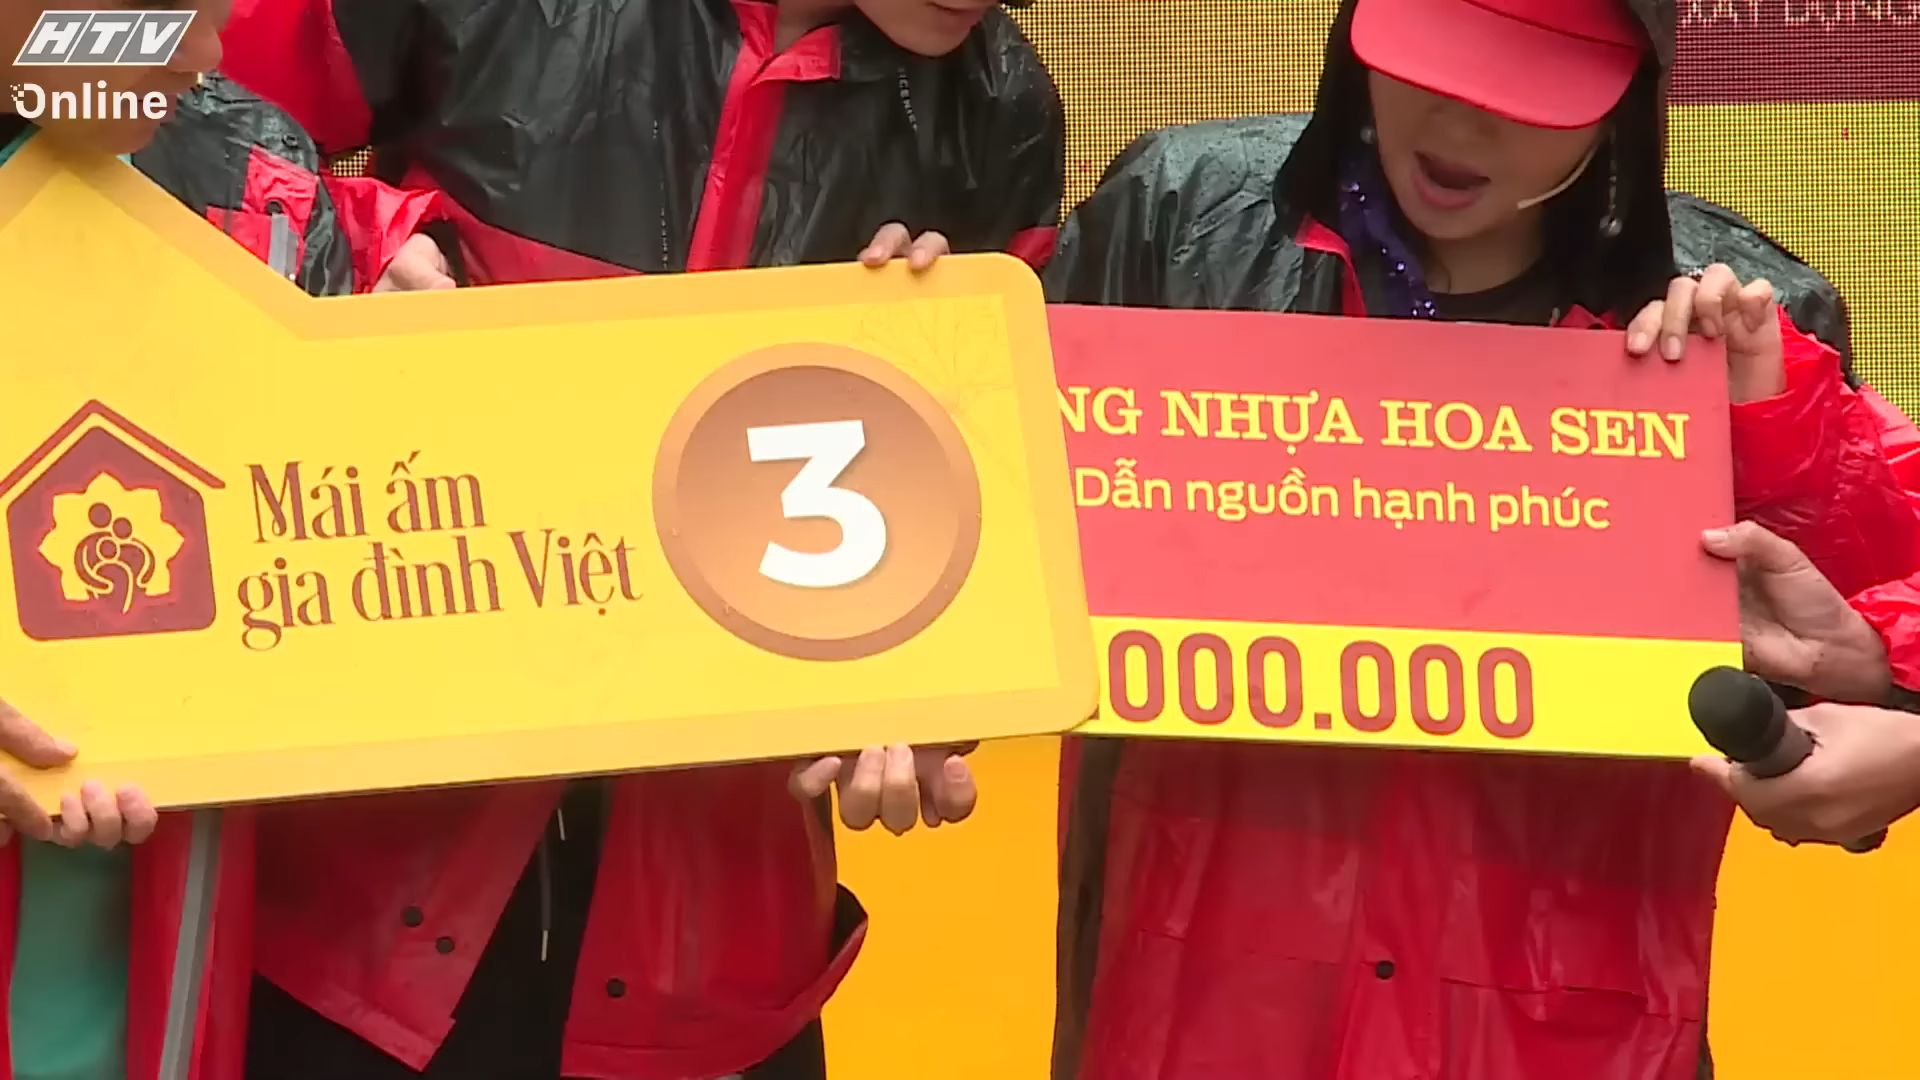 HTV
Online
Mái ấm
gia đình Việt
3
NG NHỰA HOA SEN
Dẫn nguồn hạnh phúc
.000.000